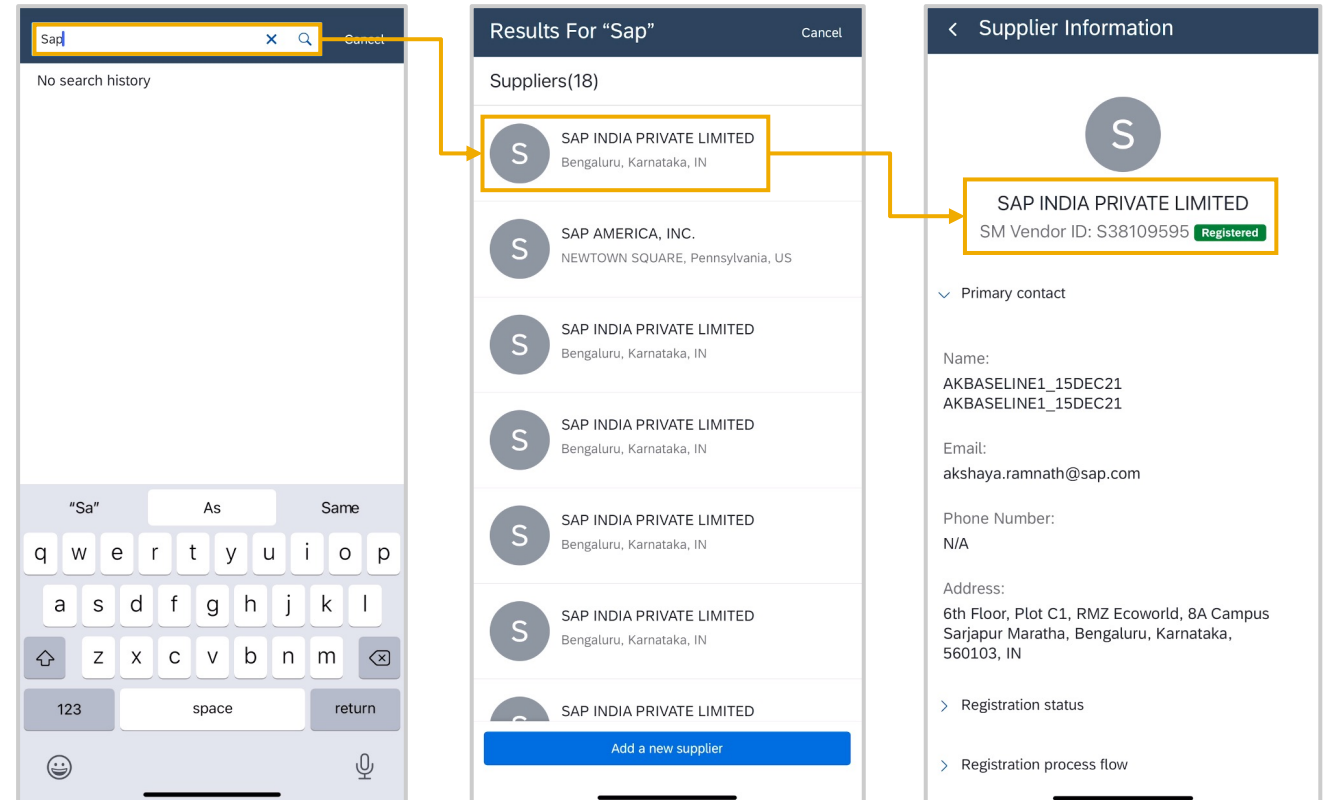 Sap
Cancel
No search history
"Sa"
As
Same
q w e r t y u i o p
a s d f g h j k l
z x c v b n m
123
space
return
Results For “Sap”
Cancel
Suppliers(18)
S
SAP INDIA PRIVATE LIMITED
Bengaluru, Karnataka, IN
S
SAP AMERICA, INC.
NEWTOWN SQUARE, Pennsylvania, US
S
SAP INDIA PRIVATE LIMITED
Bengaluru, Karnataka, IN
S
SAP INDIA PRIVATE LIMITED
Bengaluru, Karnataka, IN
S
SAP INDIA PRIVATE LIMITED
Bengaluru, Karnataka, IN
S
SAP INDIA PRIVATE LIMITED
Bengaluru, Karnataka, IN
S
SAP INDIA PRIVATE LIMITED
Add a new supplier
Supplier Information
S
SAP INDIA PRIVATE LIMITED
SM Vendor ID: S38109595 Registered
Primary contact
Name:
AKBASELINE1_15DEC21
AKBASELINE1_15DEC21
Email:
akshaya.ramnath@sap.com
Phone Number:
N/A
Address:
6th Floor, Plot C1, RMZ Ecoworld, 8A Campus
Sarjapur Maratha, Bengaluru, Karnataka,
560103, IN
Registration status
Registration process flow